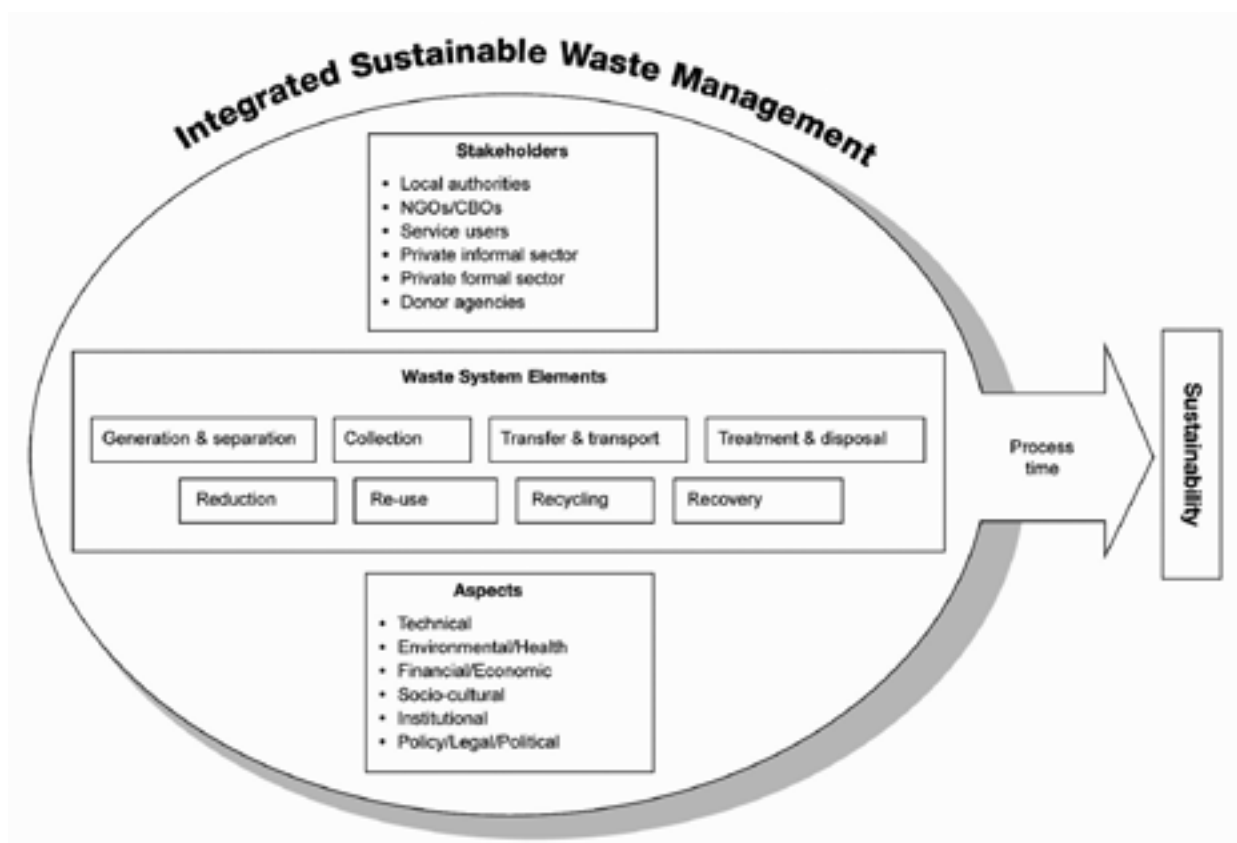 Integrated Sustainable Waste Management
Stakeholders
• Local authorities
• NGOs/CBOs
• Service users
• Private informal sector
• Private formal sector
• Donor agencies
Waste System Elements
Generation & separation
Collection
Transfer & transport
Treatment & disposal
Reduction
Re-use
Recycling
Recovery
Process
time
Sustainability
Aspects
• Technical
• Environmental/Health
• Financial/Economic
• Socio-cultural
• Institutional
• Policy/Legal/Political